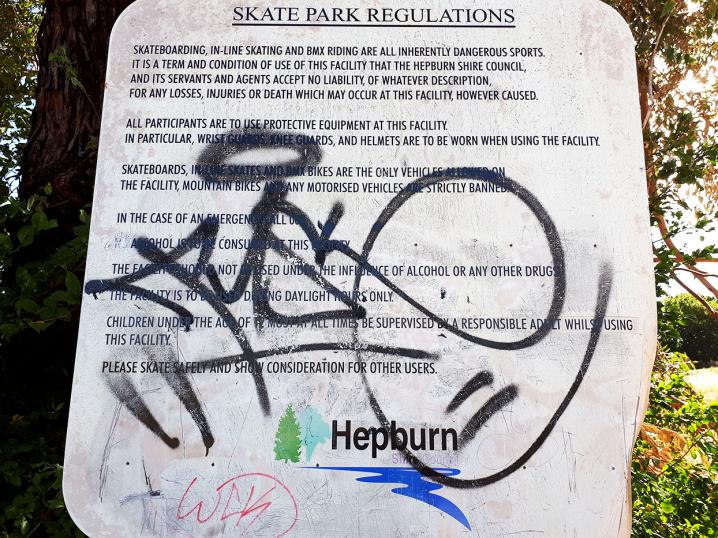 SKATE PARK REGULATIONS
SKATEBOARDING, IN-LINE SKATING AND BMX RIDING ARE ALL INHERENTLY DANGEROUS SPORTS.
IT IS A TERM AND CONDITION OF USE OF THIS FACILITY THAT THE HEPBURN SHIRE COUNCIL,
AND ITS SERVANTS AND AGENTS ACCEPT NO LIABILITY, OF WHATEVER DESCRIPTION,
FOR ANY LOSSES, INJURIES OR DEATH WHICH MAY OCCUR AT THIS FACILITY, HOWEVER CAUSED.
ALL PARTICIPANTS ARE TO USE PROTECTIVE EQUIPMENT AT THIS FACILITY.
IN PARTICULAR, WRIST GUARDS, KNEE GUARDS, AND HELMETS ARE TO BE WORN WHEN USING THE FACILITY.
SKATEBOARDS, IN-LINE SKATES AND BMX BIKES ARE THE ONLY VEHICLES ALLOWED ON
THE FACILITY, MOUNTAIN BIKES AND ANY MOTORISED VEHICLES ARE STRICTLY BANNED.
IN THE CASE OF AN EMERGENCY CALL
ALCOHOL IS TO BE CONSUMED AT THIS FACILITY.
THE FACILITY SHOULD NOT BE USED UNDER THE INFLUENCE OF ALCOHOL OR ANY OTHER DRUGS.
THE FACILITY IS TO BE USED DURING DAYLIGHT HOURS ONLY.
CHILDREN UNDER THE AGE OF 12 MUST AT ALL TIMES BE SUPERVISED BY A RESPONSIBLE ADULT WHILST USING
THIS FACILITY.
PLEASE SKATE SAFELY AND SHOW CONSIDERATION FOR OTHER USERS.
Hepburn